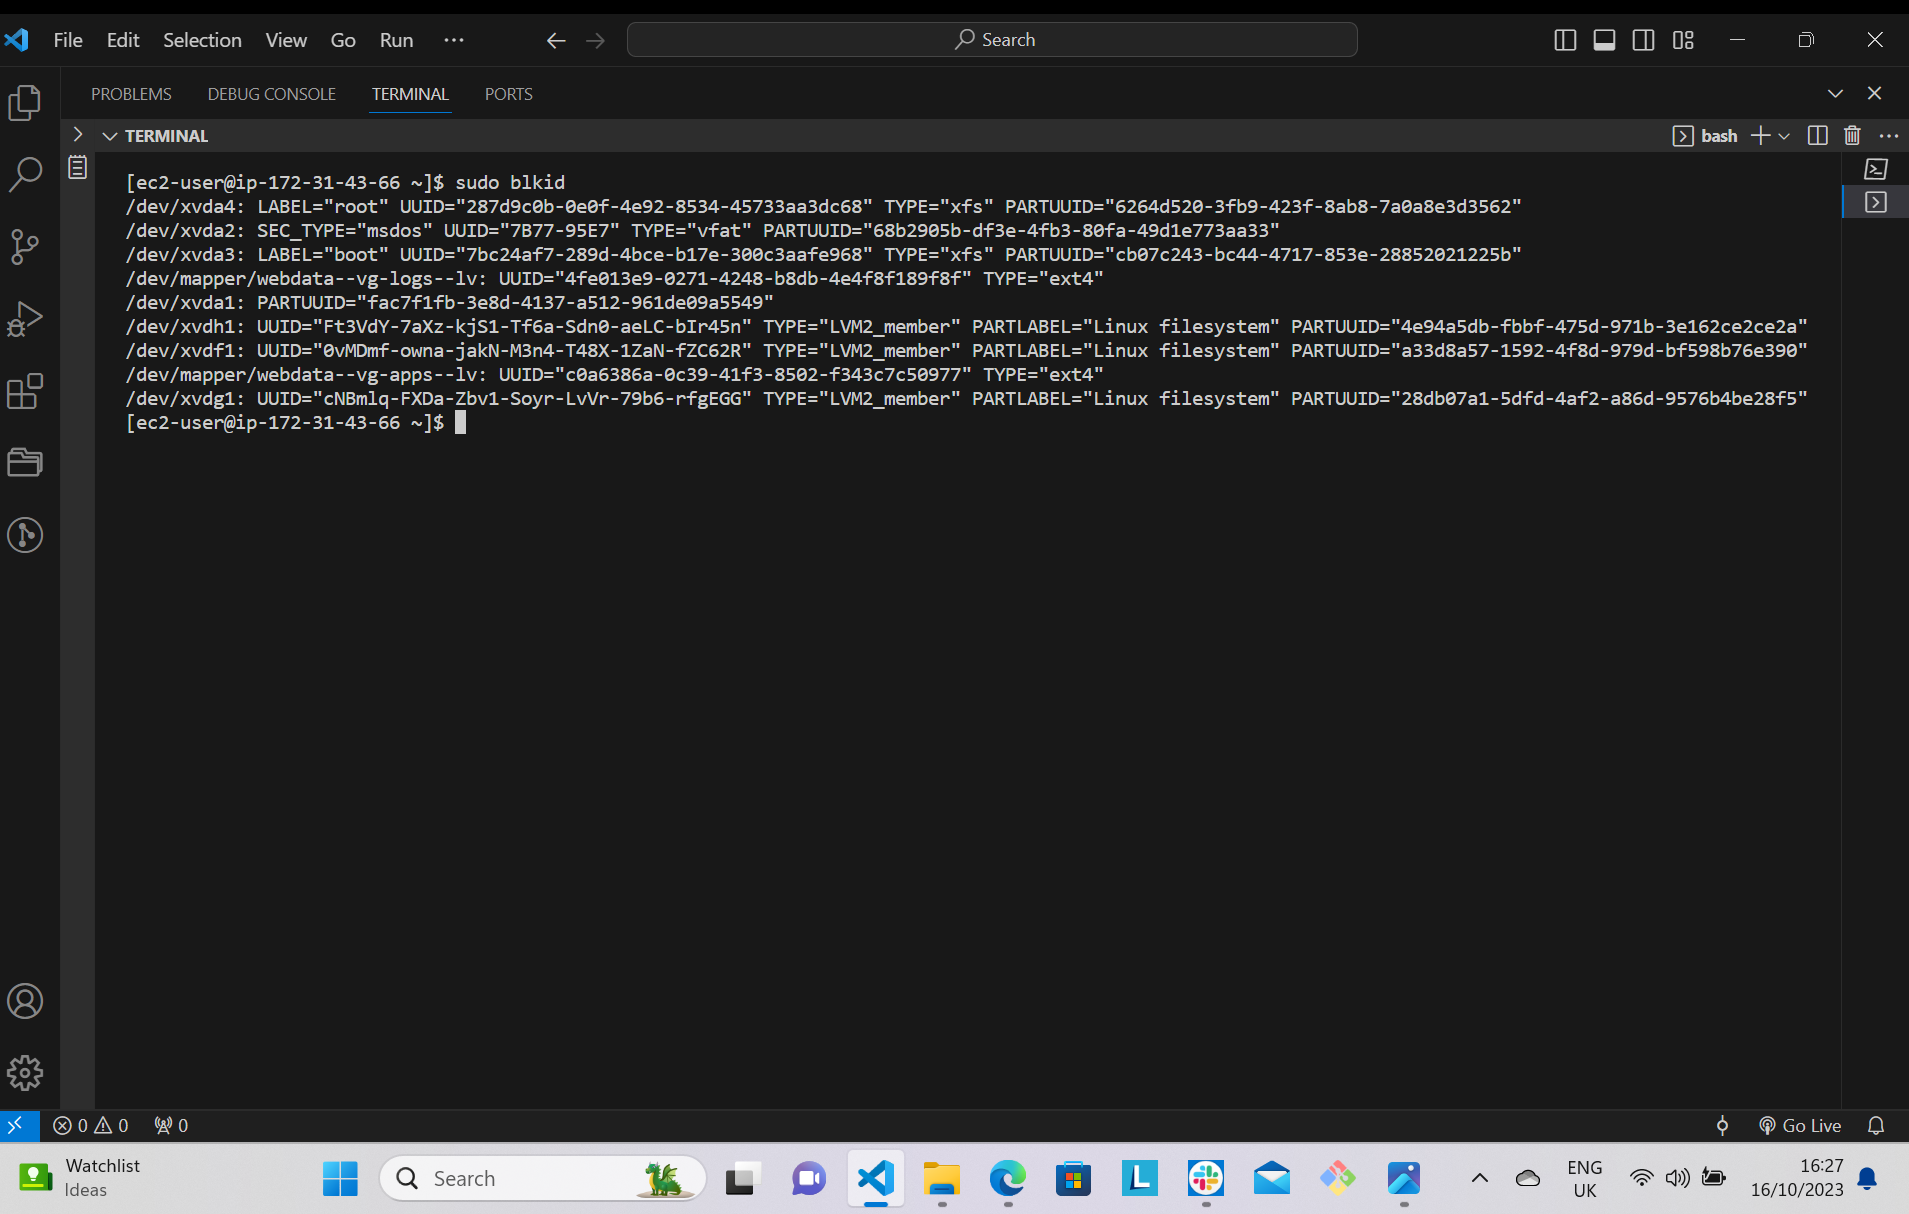 File Edit Selection View Go Run ···
Search
PROBLEMS DEBUG CONSOLE TERMINAL PORTS
TERMINAL
bash
[ec2-user@ip-172-31-43-66 ~]$ sudo blkid
/dev/xvda4: LABEL="root" UUID="287d9c0b-0e0f-4e92-8534-45733aa3dc68" TYPE="xfs" PARTUUID="6264d520-3fb9-423f-8ab8-7a0a8e3d3562"
/dev/xvda2: SEC_TYPE="msdos" UUID="7B77-95E7" TYPE="vfat" PARTUUID="68b2905b-df3e-4fb3-80fa-49d1e773aa33"
/dev/xvda3: LABEL="boot" UUID="7bc24af7-289d-4bce-b17e-300c3aafe968" TYPE="xfs" PARTUUID="cb07c243-bc44-4717-853e-28852021225b"
/dev/mapper/webdata--vg-logs--lv: UUID="4fe013e9-0271-4248-b8db-4e4f8f189f8f" TYPE="ext4"
/dev/xvda1: PARTUUID="fac7f1fb-3e8d-4137-a512-961de09a5549"
/dev/xvdh1: UUID="Ft3VdY-7aXz-kjS1-Tf6a-Sdn0-aeLC-bIr45n" TYPE="LVM2_member" PARTLABEL="Linux filesystem" PARTUUID="4e94a5db-fbbf-475d-971b-3e162ce2ce2a"
/dev/xvdf1: UUID="0vMDmf-owna-jakN-M3n4-T48X-1ZaN-fZC62R" TYPE="LVM2_member" PARTLABEL="Linux filesystem" PARTUUID="a33d8a57-1592-4f8d-979d-bf598b76e390"
/dev/mapper/webdata--vg-apps--lv: UUID="c0a6386a-0c39-41f3-8502-f343c7c50977" TYPE="ext4"
/dev/xvdg1: UUID="cNBmlq-FXDa-Zbv1-Soyr-LvVr-79b6-rfgEGG" TYPE="LVM2_member" PARTLABEL="Linux filesystem" PARTUUID="28db07a1-5dfd-4af2-a86d-9576b4be28f5"
[ec2-user@ip-172-31-43-66 ~]$
0 0 0
Go Live
Watchlist
Ideas
Search
L
ENG
UK
16:27
16/10/2023